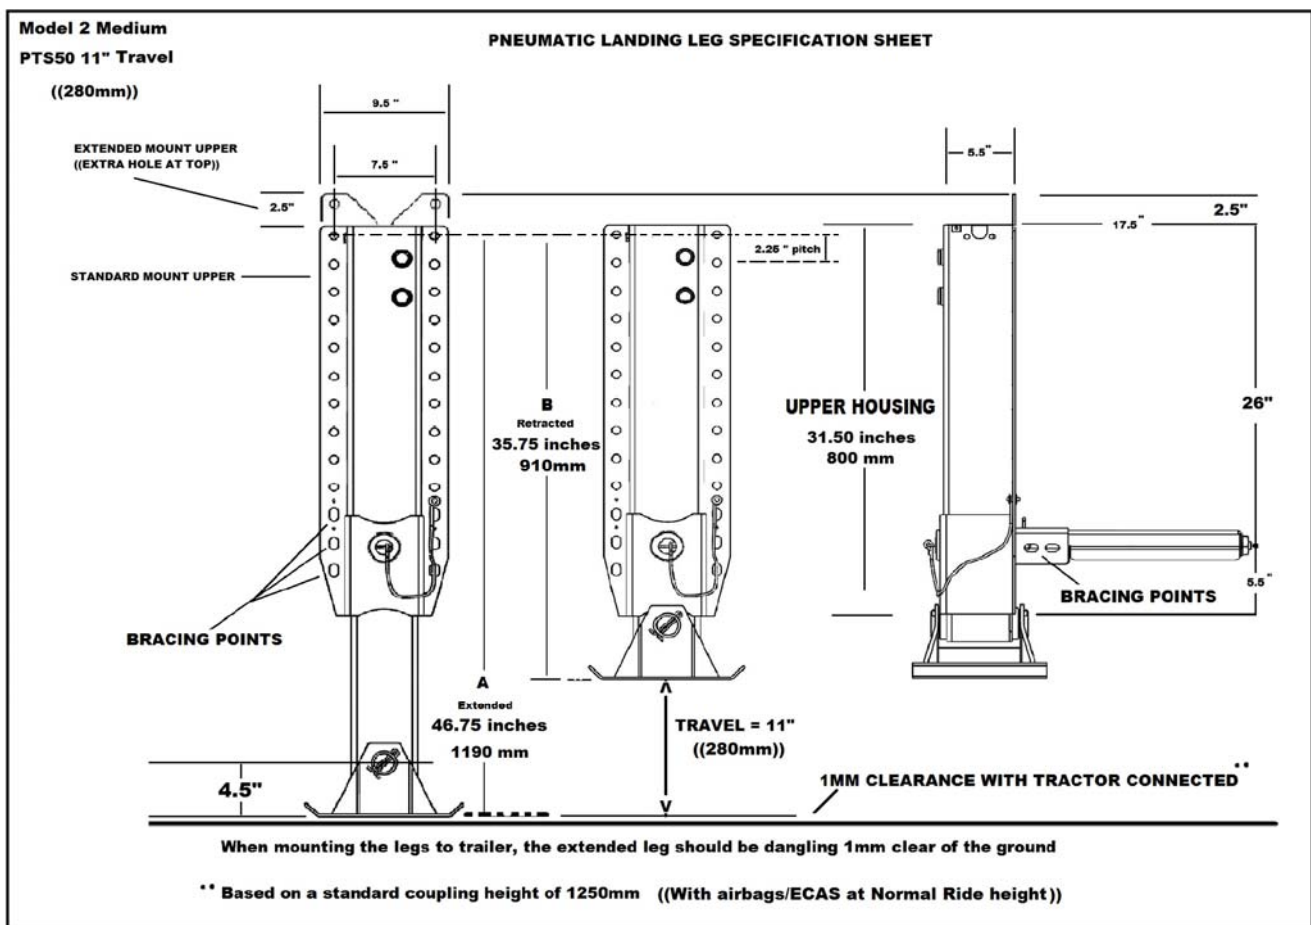 Model 2 Medium
PTS50 11" Travel
((280mm))
PNEUMATIC LANDING LEG SPECIFICATION SHEET
9.5 "
EXTENDED MOUNT UPPER
((EXTRA HOLE AT TOP))
7.5 "
5.5"
2.5"
2.5"
17.5"
2.25 " pitch
STANDARD MOUNT UPPER
B
Retracted
35.75 inches
910mm
UPPER HOUSING
31.50 inches
800 mm
26"
5.5"
BRACING POINTS
BRACING POINTS
A
Extended
46.75 inches
1190 mm
TRAVEL = 11"
((280mm))
4.5"
1MM CLEARANCE WITH TRACTOR CONNECTED**
When mounting the legs to trailer, the extended leg should be dangling 1mm clear of the ground
** Based on a standard coupling height of 1250mm ((With airbags/ECAS at Normal Ride height))